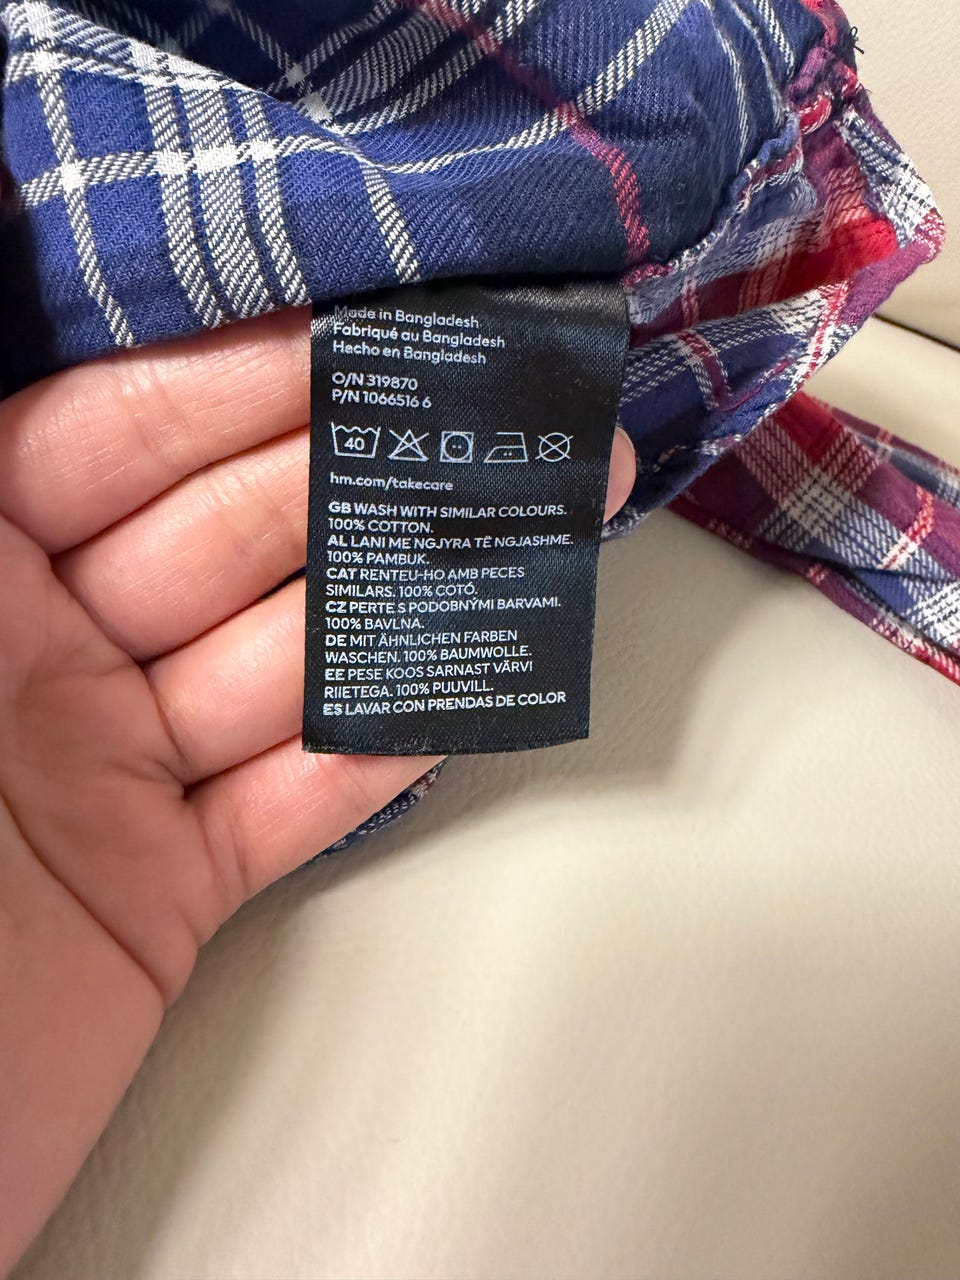 Made in Bangladesh
Fabriqué au Bangladesh
Hecho en Bangladesh
O/N 319870
P/N 1066516 6
40
hm.com/takecare
GB WASH WITH SIMILAR COLOURS.
100% COTTON.
AL LANI ME NGJYRA TË NGJASHME.
100% PAMBUK.
CAT RENTEU-HO AMB PECES
SIMILARS. 100% COTÓ.
CZ PERTE S PODOBNÝMI BARVAMI.
100% BAVLNA.
DE MIT ÄHNLICHEN FARBEN
WASCHEN. 100% BAUMWOLLE.
EE PESE KOOS SARNAST VÄRVI
RIIETEGA. 100% PUUVILL.
ES LAVAR CON PRENDAS DE COLOR